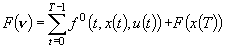 F(ν) = ∑_{t=0}^{T-1} f^0(t, x(t), u(t)) + F(x(T))